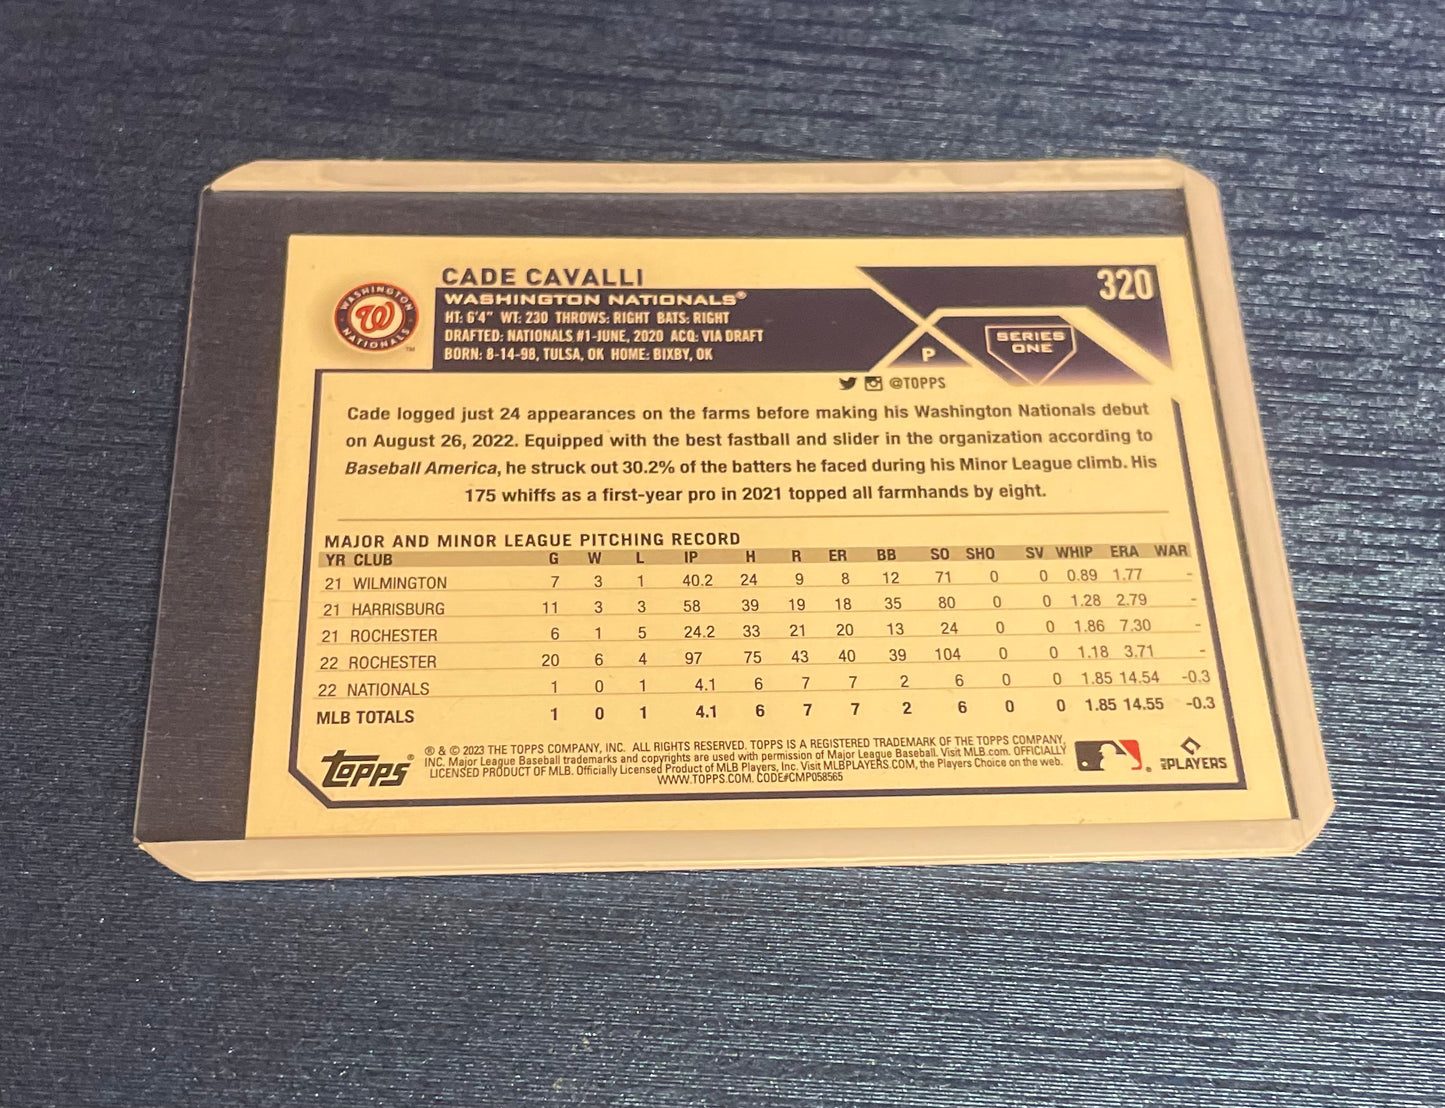 WASHINGTON
W
NATIONALS
™
CADE CAVALLI
WASHINGTON NATIONALS®
HT: 6'4" WT: 230 THROWS: RIGHT BATS: RIGHT
DRAFTED: NATIONALS #1-JUNE, 2020 ACQ: VIA DRAFT
BORN: 8-14-98, TULSA, OK HOME: BIXBY, OK
320
P
SERIES
ONE
@TOPPS
Cade logged just 24 appearances on the farms before making his Washington Nationals debut
on August 26, 2022. Equipped with the best fastball and slider in the organization according to
Baseball America, he struck out 30.2% of the batters he faced during his Minor League climb. His
175 whiffs as a first-year pro in 2021 topped all farmhands by eight.
MAJOR AND MINOR LEAGUE PITCHING RECORD
YR CLUB G W L IP H R ER BB SO SHO SV WHIP ERA WAR
21 WILMINGTON 7 3 1 40.2 24 9 8 12 71 0 0 0.89 1.77 -
21 HARRISBURG 11 3 3 58 39 19 18 35 80 0 0 1.28 2.79 -
21 ROCHESTER 6 1 5 24.2 33 21 20 13 24 0 0 1.86 7.30 -
22 ROCHESTER 20 6 4 97 75 43 40 39 104 0 0 1.18 3.71 -
22 NATIONALS 1 0 1 4.1 6 7 7 2 6 0 0 1.85 14.54 -0.3
MLB TOTALS 1 0 1 4.1 6 7 7 2 6 0 0 1.85 14.55 -0.3
topps®
® & © 2023 THE TOPPS COMPANY, INC. ALL RIGHTS RESERVED. TOPPS IS A REGISTERED TRADEMARK OF THE TOPPS COMPANY,
INC. Major League Baseball trademarks and copyrights are used with permission of Major League Baseball. Visit MLB.com. OFFICIALLY
LICENSED PRODUCT OF MLB. Officially Licensed Product of MLB Players, Inc. Visit MLBPLAYERS.COM, the Players Choice on the web.
WWW.TOPPS.COM. CODE#CMP058565
®
MLB PLAYERS